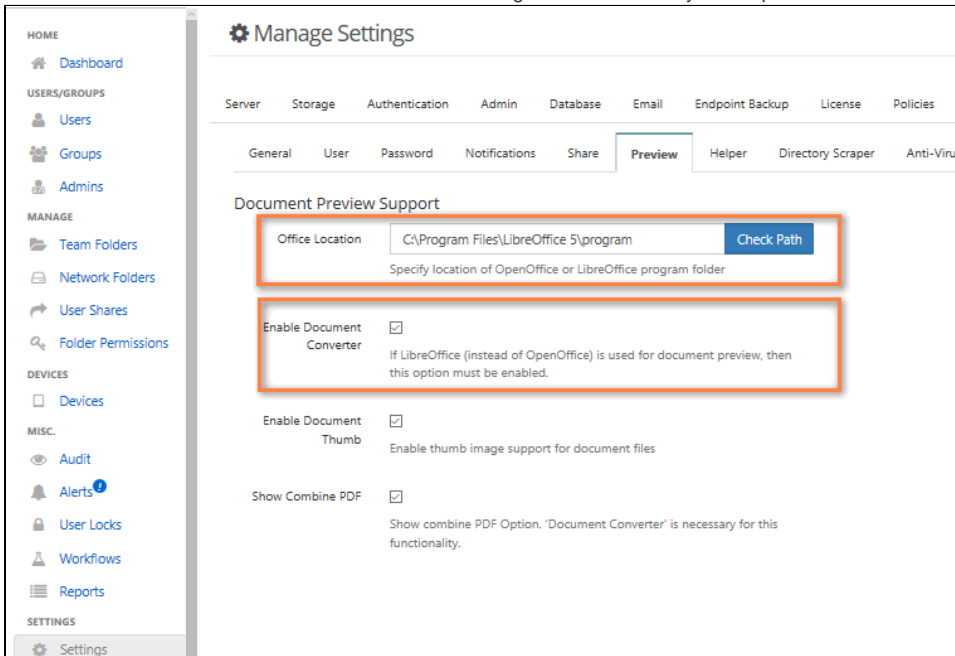 HOME
Dashboard
USERS/GROUPS
Users
Groups
Admins
MANAGE
Team Folders
Network Folders
User Shares
Folder Permissions
DEVICES
Devices
MISC.
Audit
Alerts
User Locks
Workflows
Reports
SETTINGS
Settings
Manage Settings
Server Storage Authentication Admin Database Email Endpoint Backup License Policies
General User Password Notifications Share Preview Helper Directory Scraper Anti-Viru
Document Preview Support
Office Location C:\Program Files\LibreOffice 5\program Check Path
Specify location of OpenOffice or LibreOffice program folder
Enable Document
Converter
If LibreOffice (instead of OpenOffice) is used for document preview, then
this option must be enabled.
Enable Document
Thumb
Enable thumb image support for document files
Show Combine PDF
Show combine PDF Option. 'Document Converter' is necessary for this
functionality.